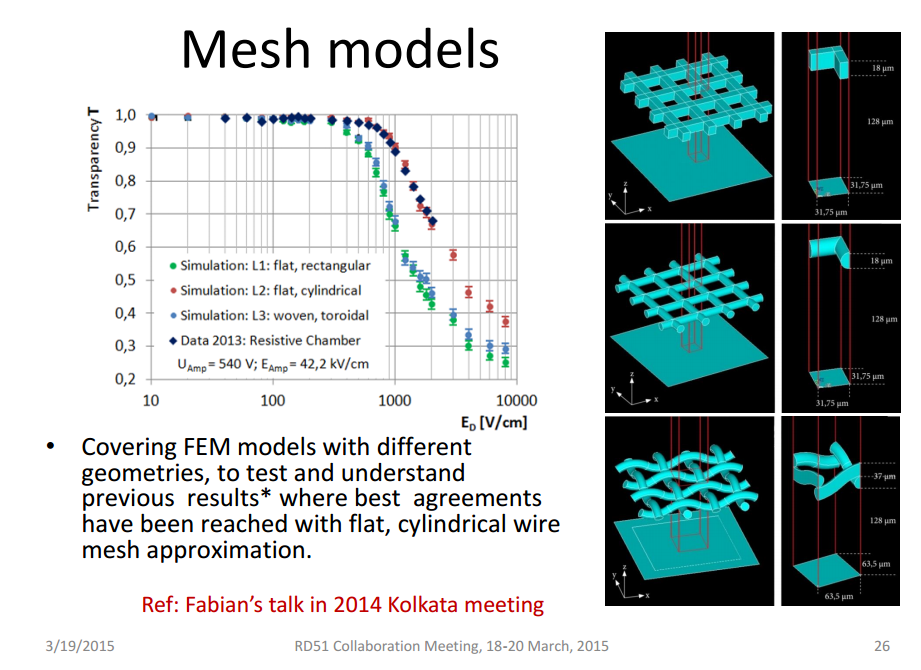 Mesh models
Transparency T
1,0
0,9
0,8
0,7
0,6
0,5
0,4
0,3
0,2
10
100
1000
10000
E_D [V/cm]
Simulation: L1: flat, rectangular
Simulation: L2: flat, cylindrical
Simulation: L3: woven, toroidal
Data 2013: Resistive Chamber
U_Amp = 540 V; E_Amp = 42,2 kV/cm
• Covering FEM models with different
geometries, to test and understand
previous results* where best agreements
have been reached with flat, cylindrical wire
mesh approximation.
Ref: Fabian's talk in 2014 Kolkata meeting
z
y
x
18 µm
128 µm
31,75 µm
31,75 µm
z
y
x
18 µm
128 µm
31,75 µm
31,75 µm
z
y
x
37 µm
128 µm
63,5 µm
63,5 µm
3/19/2015
RD51 Collaboration Meeting, 18-20 March, 2015
26